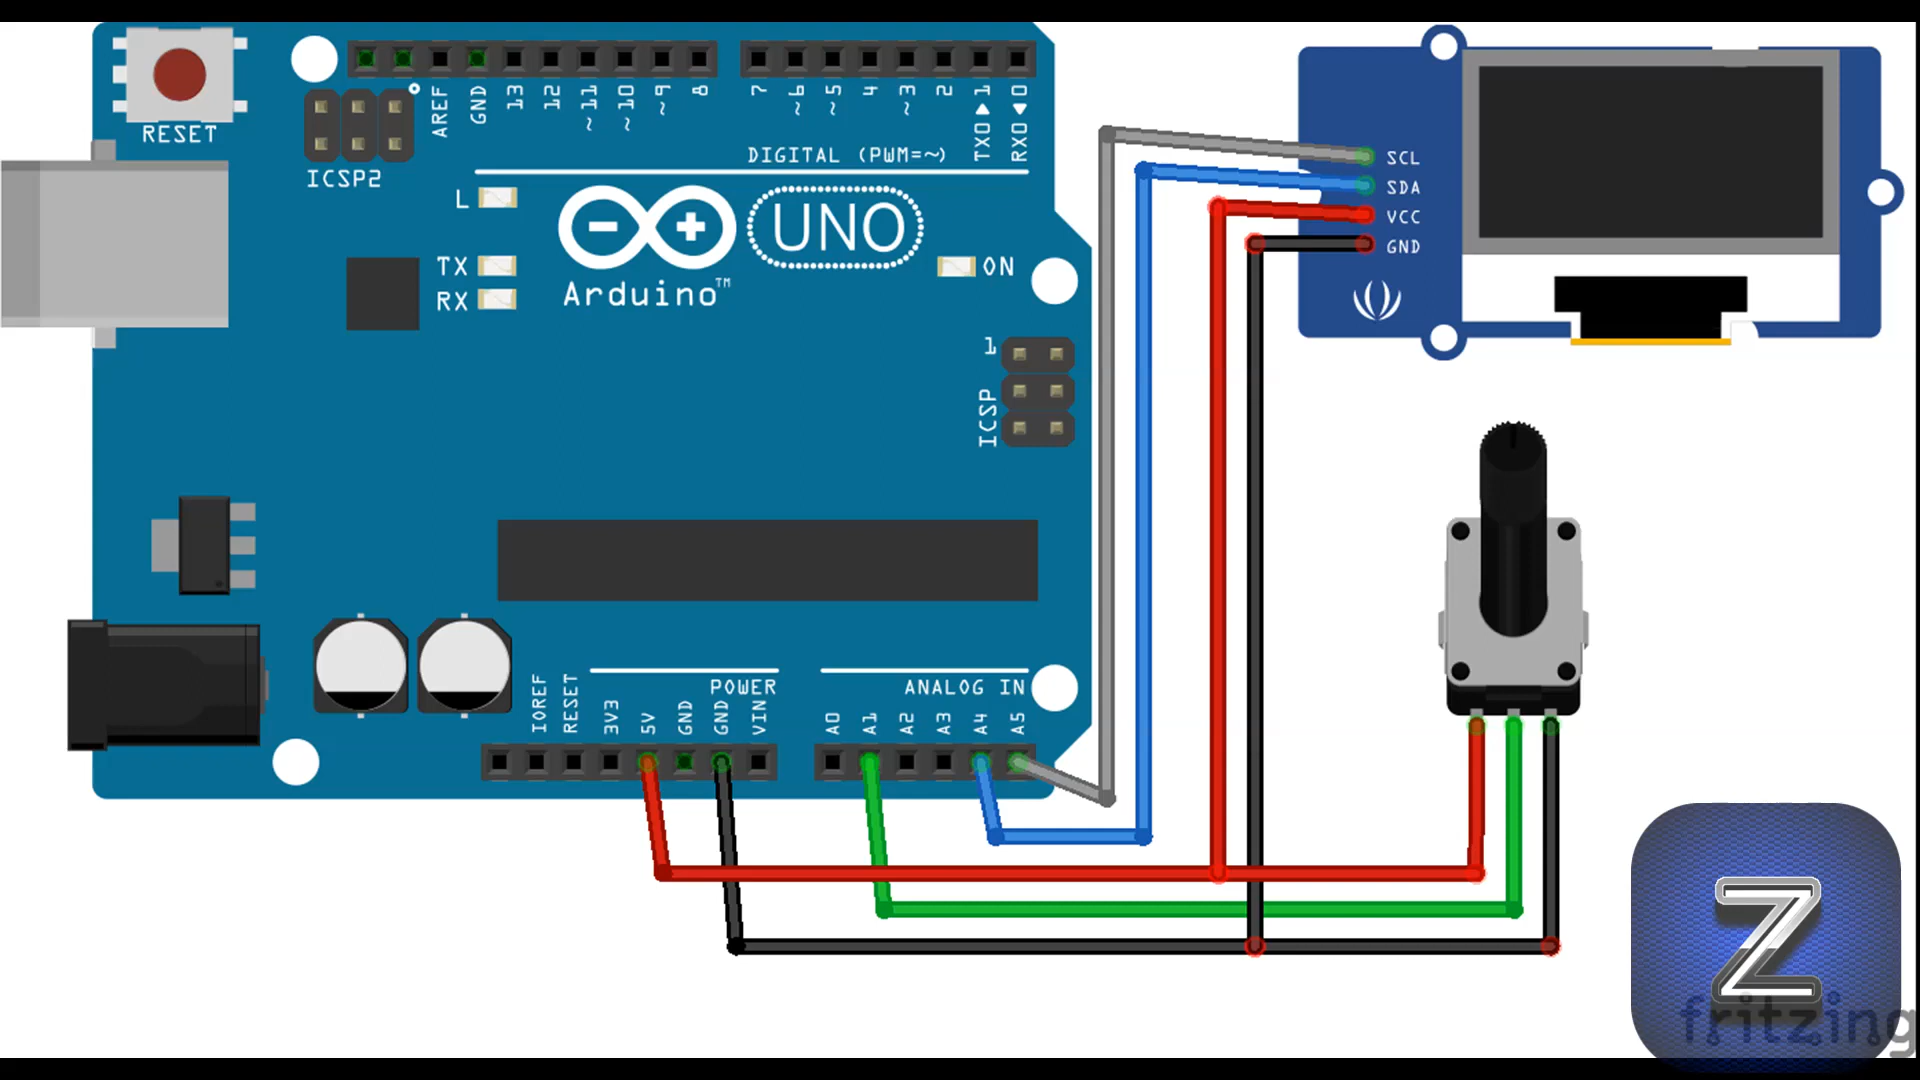 RESET
ICSP2
AREF
GND
13
12
~11
~10
~9
8
7
~6
~5
4
~3
2
TX0▶1
RX0◀0
DIGITAL (PWM=~)
L
TX
RX
UNO
Arduino™
ON
1
ICSP
SCL
SDA
VCC
GND
POWER
ANALOG IN
IOREF
RESET
3V3
5V
GND
GND
VIN
A0
A1
A2
A3
A4
A5
Z
fritzing